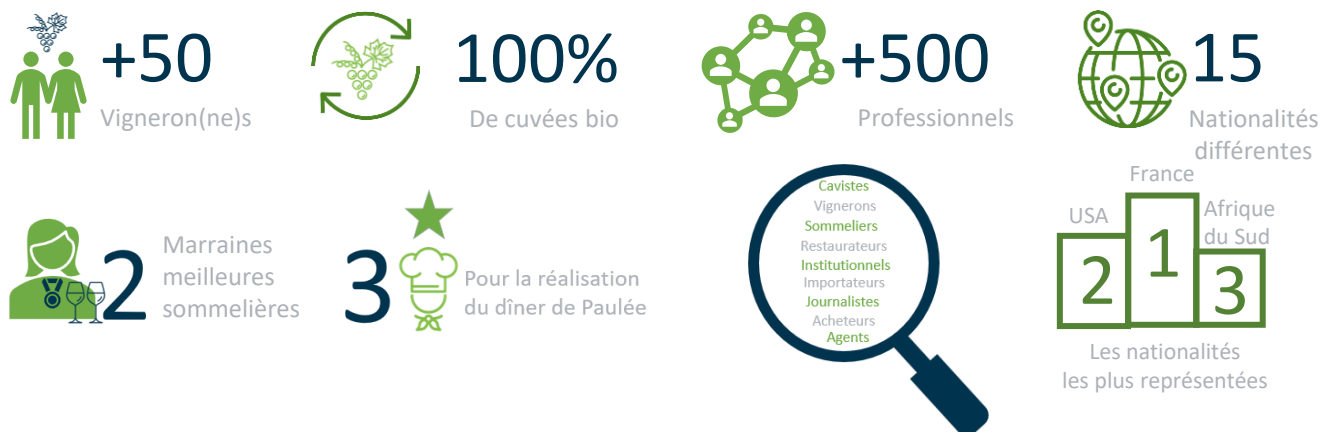 +50
Vigneron(ne)s
100%
De cuvées bio
+500
Professionnels
15
Nationalités
différentes
2
Marraines
meilleures
sommelières
3
Pour la réalisation
du dîner de Paulée
Cavistes
Vignerons
Sommeliers
Restaurateurs
Institutionnels
Importateurs
Journalistes
Acheteurs
Agents
France
USA
Afrique
du Sud
2
1
3
Les nationalités
les plus représentées